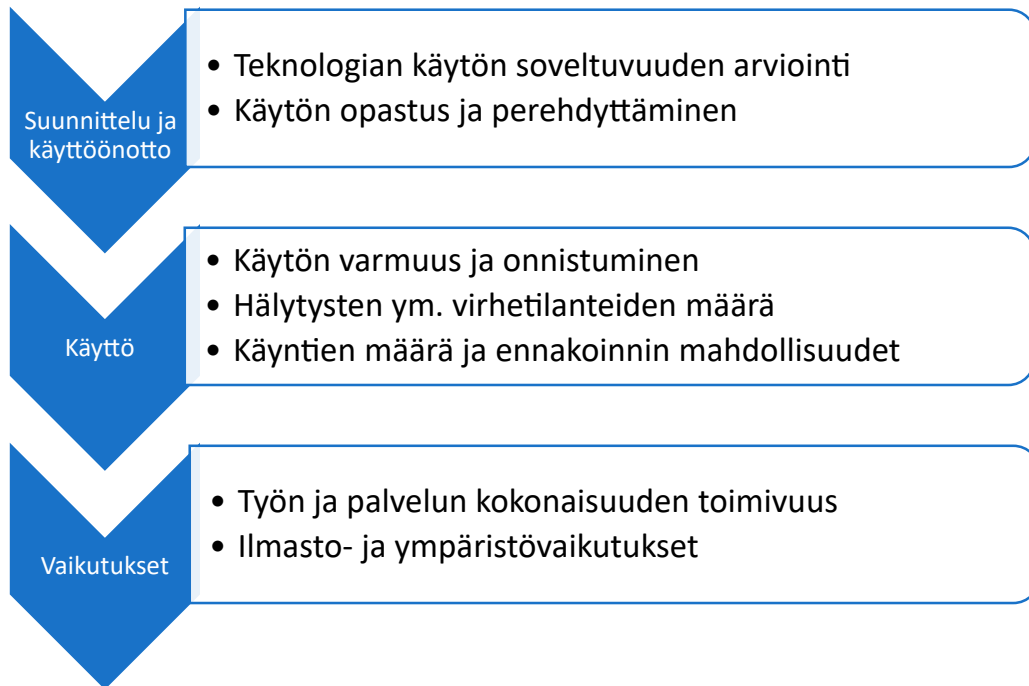 Suunnittelu ja
käyttöönotto
• Teknologian käytön soveltuvuuden arviointi
• Käytön opastus ja perehdyttäminen
Käyttö
• Käytön varmuus ja onnistuminen
• Hälytysten ym. virhetilanteiden määrä
• Käyntien määrä ja ennakoinnin mahdollisuudet
Vaikutukset
• Työn ja palvelun kokonaisuuden toimivuus
• Ilmasto- ja ympäristövaikutukset